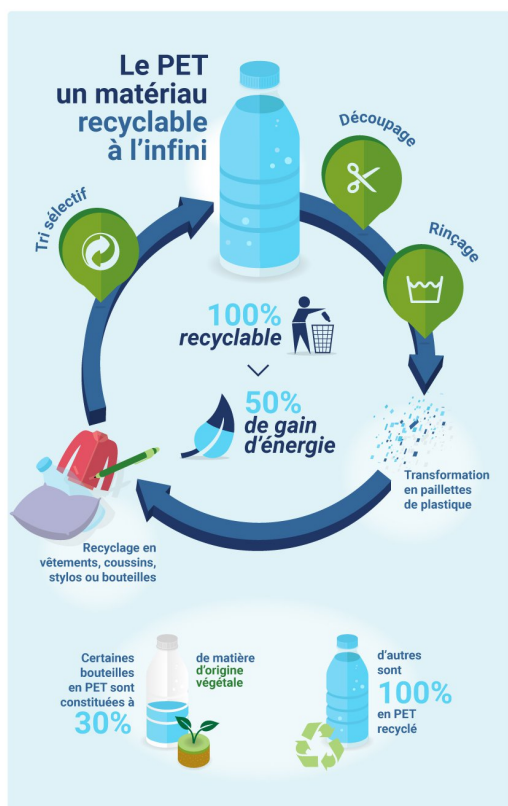 Le PET
un matériau
recyclable
à l'infini
Découpage
Tri sélectif
Rinçage
100%
recyclable
50%
de gain
d'énergie
Transformation
en paillettes
de plastique
Recyclage en
vêtements, coussins,
stylos ou bouteilles
Certaines
bouteilles
en PET sont
constituées à
30%
de matière
d'origine
végétale
d'autres
sont
100%
en PET
recyclé